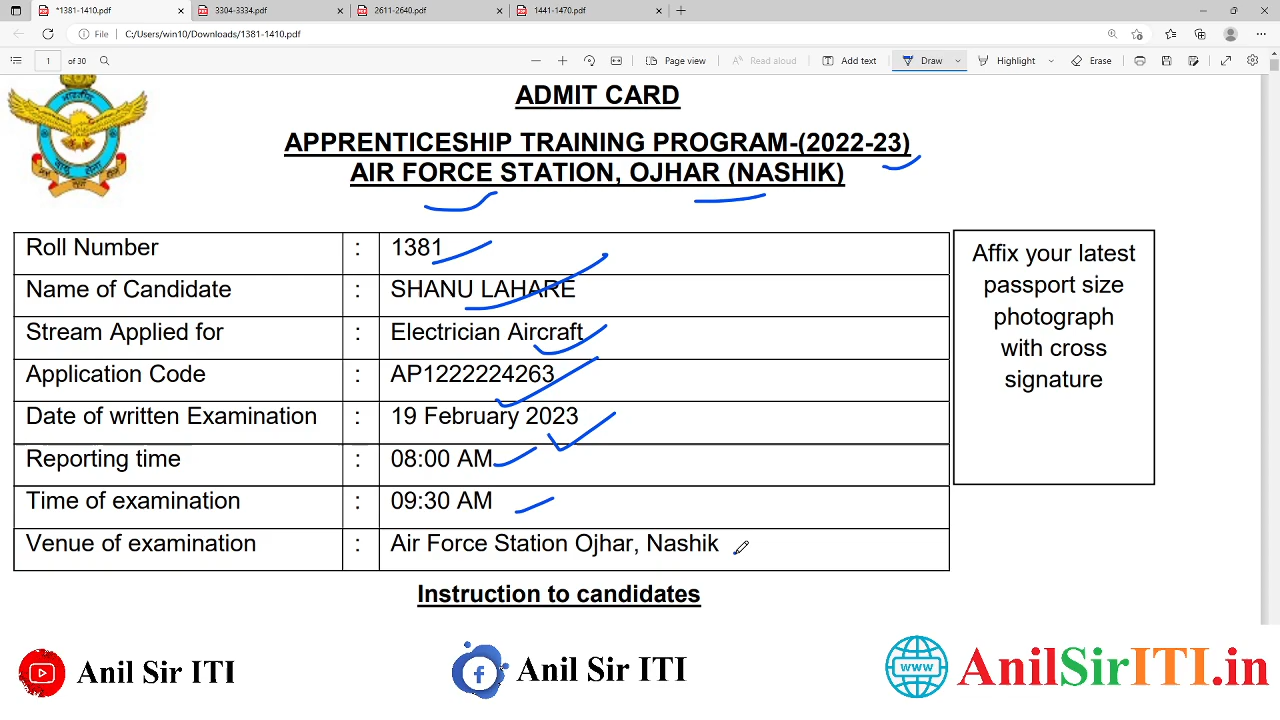 *1381-1410.pdf
3304-3334.pdf
2611-2640.pdf
1441-1470.pdf
File
C:/Users/win10/Downloads/1381-1410.pdf
1 of 30
Page view
Read aloud
Add text
Draw
Highlight
Erase
ADMIT CARD
APPRENTICESHIP TRAINING PROGRAM-(2022-23)
AIR FORCE STATION, OJHAR (NASHIK)
Roll Number : 1381
Name of Candidate : SHANU LAHARE
Stream Applied for : Electrician Aircraft
Application Code : AP1222224263
Date of written Examination : 19 February 2023
Reporting time : 08:00 AM
Time of examination : 09:30 AM
Venue of examination : Air Force Station Ojhar, Nashik
Affix your latest
passport size
photograph
with cross
signature
Instruction to candidates
Anil Sir ITI
Anil Sir ITI
www
AnilSirITI.in